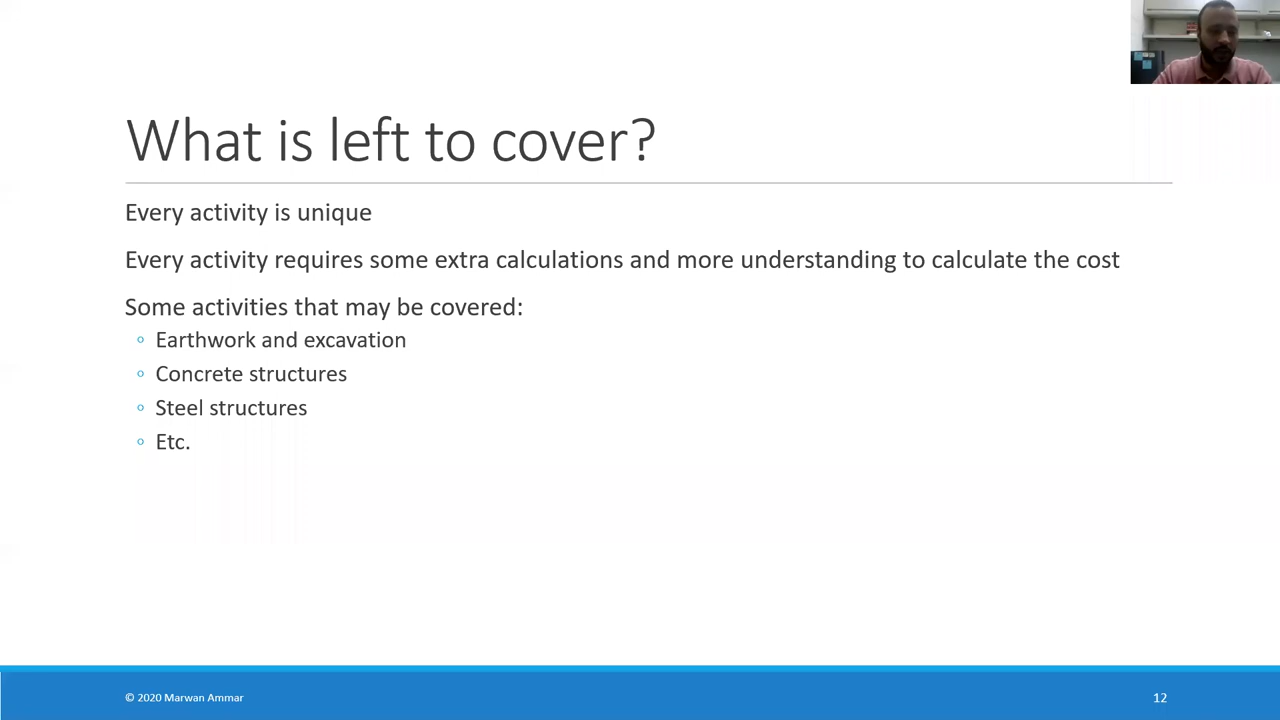 What is left to cover?
Every activity is unique
Every activity requires some extra calculations and more understanding to calculate the cost
Some activities that may be covered:
◦ Earthwork and excavation
◦ Concrete structures
◦ Steel structures
◦ Etc.
© 2020 Marwan Ammar
12